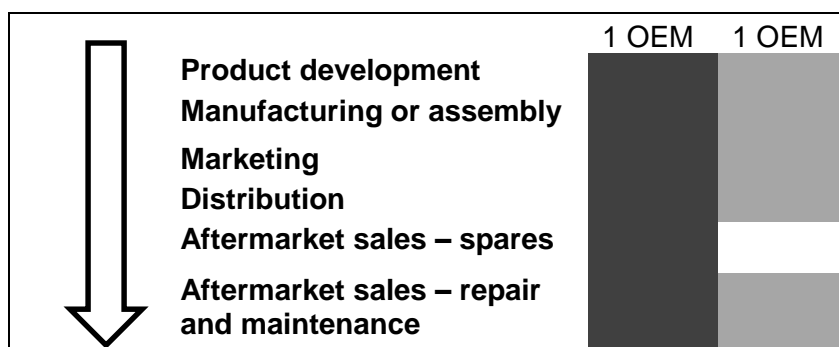 1 OEM 1 OEM
Product development
Manufacturing or assembly
Marketing
Distribution
Aftermarket sales – spares
Aftermarket sales – repair
and maintenance